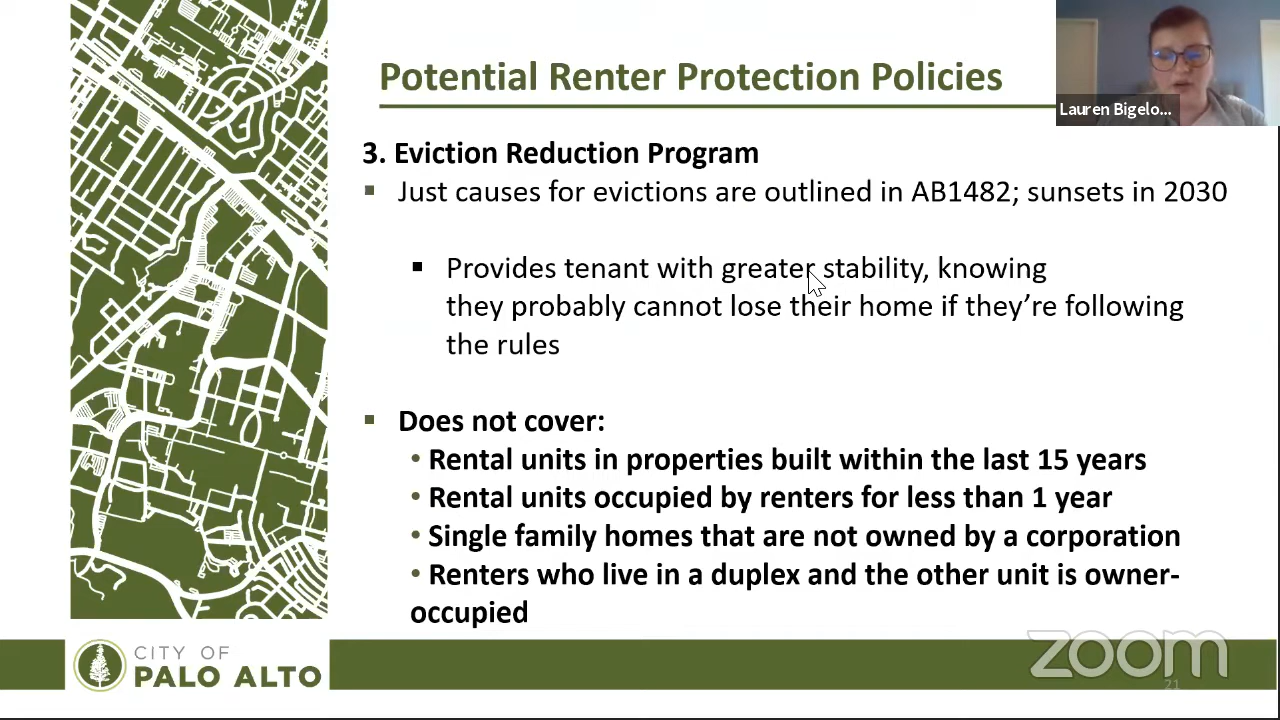 Potential Renter Protection Policies
Lauren Bigelo...
3. Eviction Reduction Program
▪ Just causes for evictions are outlined in AB1482; sunsets in 2030
▪ Provides tenant with greater stability, knowing
they probably cannot lose their home if they’re following
the rules
▪ Does not cover:
• Rental units in properties built within the last 15 years
• Rental units occupied by renters for less than 1 year
• Single family homes that are not owned by a corporation
• Renters who live in a duplex and the other unit is owner-
occupied
CITY OF
PALO ALTO
zoom
21